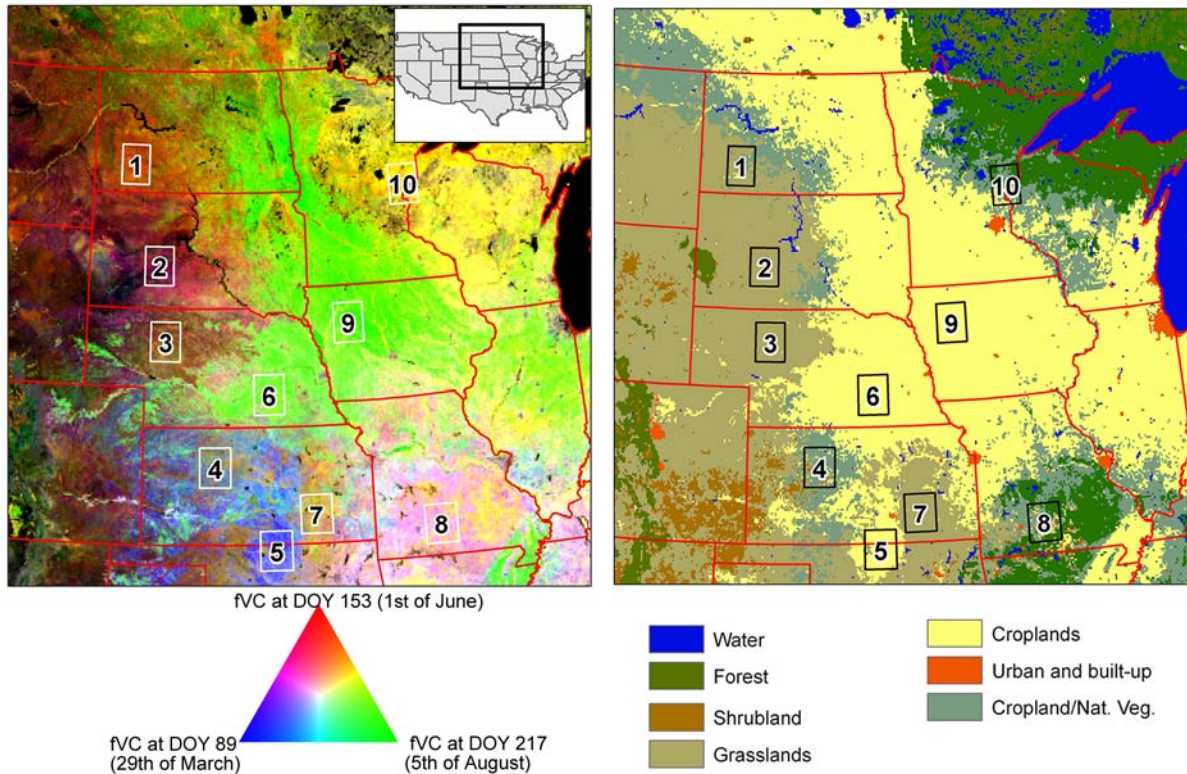 1
2
3
4
5
6
7
8
9
10
1
2
3
4
5
6
7
8
9
10
fVC at DOY 153 (1st of June)
fVC at DOY 89
(29th of March)
fVC at DOY 217
(5th of August)
Water
Forest
Shrubland
Grasslands
Croplands
Urban and built-up
Cropland/Nat. Veg.